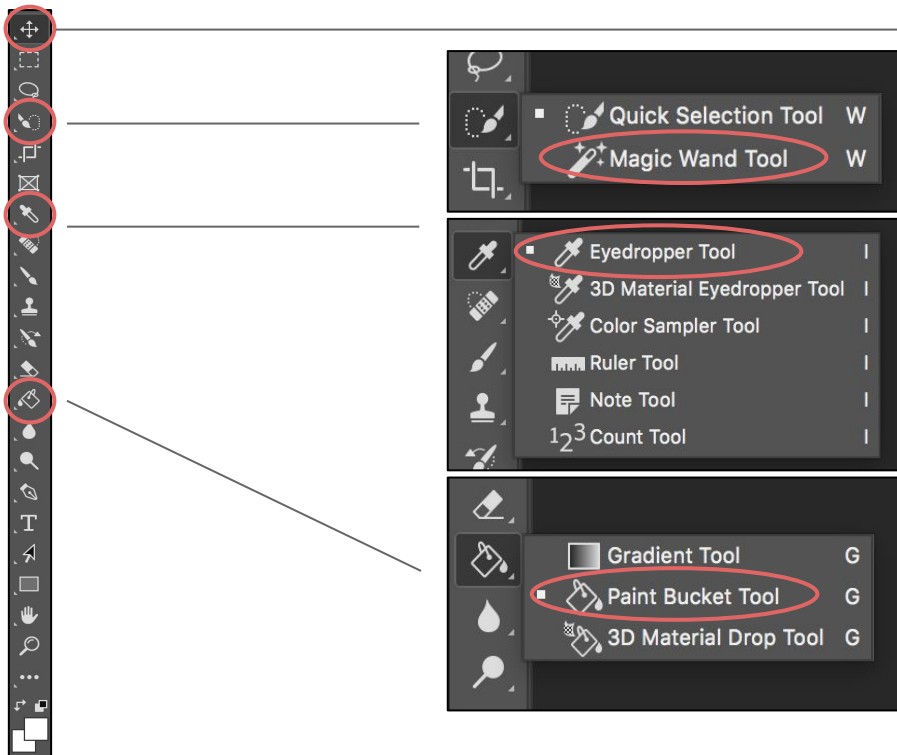 Quick Selection Tool W
Magic Wand Tool W
Eyedropper Tool I
3D Material Eyedropper Tool I
Color Sampler Tool I
Ruler Tool I
Note Tool I
123 Count Tool I
Gradient Tool G
Paint Bucket Tool G
3D Material Drop Tool G
T